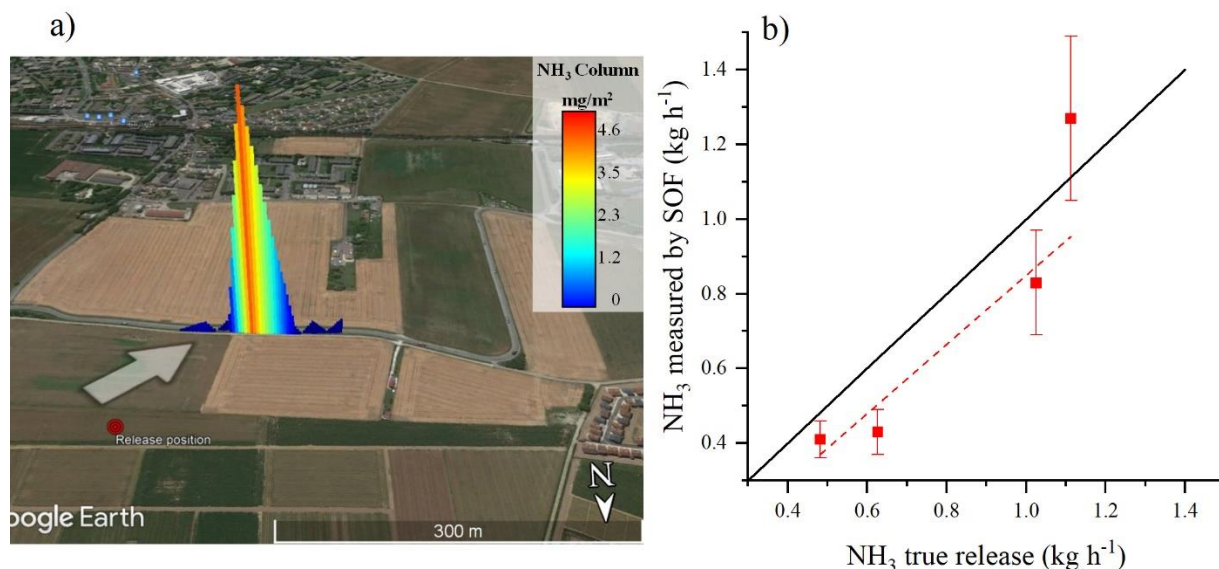 a)
NH₃ Column
mg/m²
4.6
3.5
2.3
1.2
0
Release position
N
300 m
oogle Earth
b)
NH₃ measured by SOF (kg h⁻¹)
1.4
1.2
1.0
0.8
0.6
0.4
0.4
0.6
0.8
1.0
1.2
1.4
NH₃ true release (kg h⁻¹)